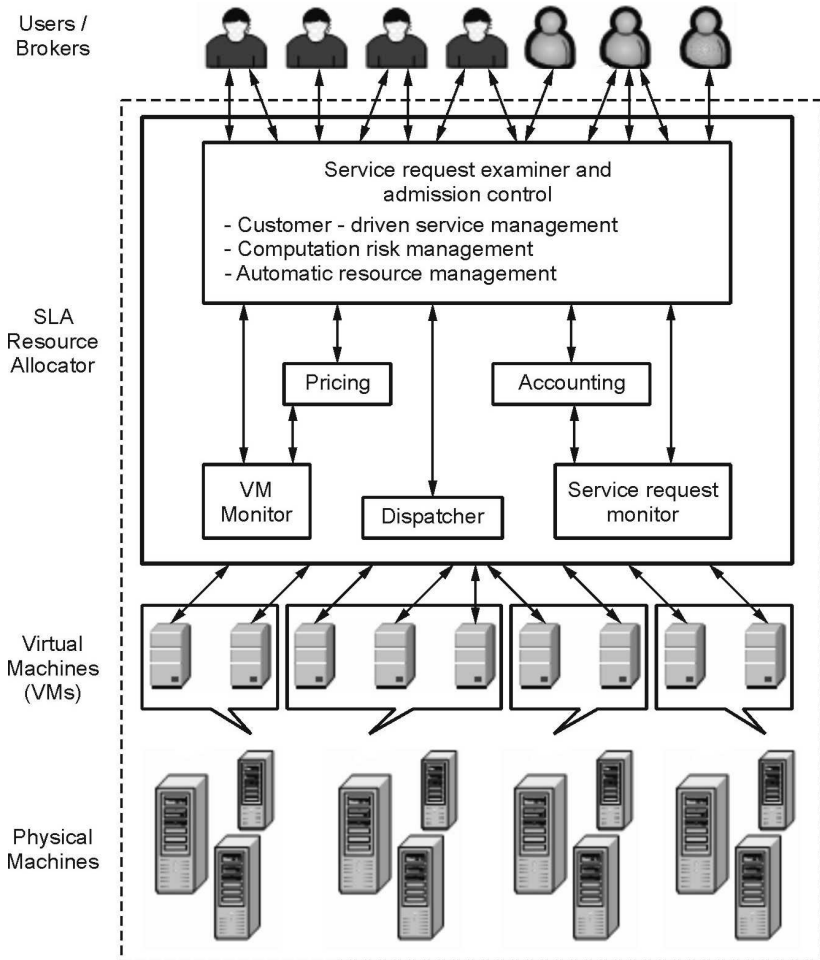 Users /
Brokers
Service request examiner and
admission control
- Customer - driven service management
- Computation risk management
- Automatic resource management
SLA
Resource
Allocator
Pricing
Accounting
VM
Monitor
Dispatcher
Service request
monitor
Virtual
Machines
(VMs)
Physical
Machines